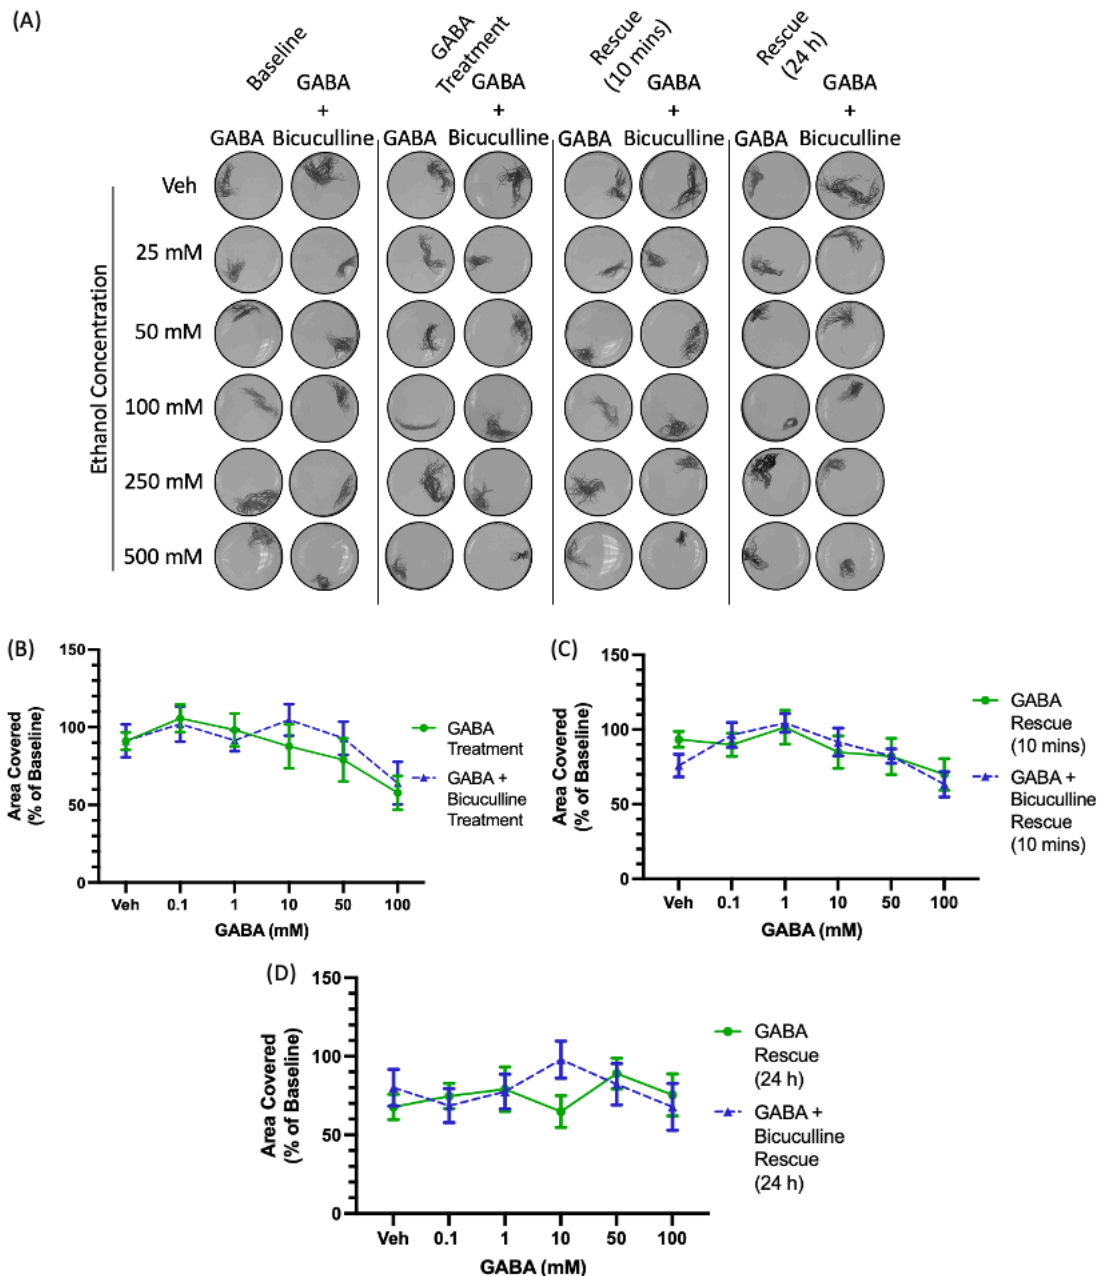 (A)
Baseline
GABA
Treatment
Rescue
(10 mins)
Rescue
(24 h)
GABA
GABA
+
Bicuculline
GABA
GABA
+
Bicuculline
GABA
GABA
+
Bicuculline
GABA
GABA
+
Bicuculline
Ethanol Concentration
Veh
25 mM
50 mM
100 mM
250 mM
500 mM
(B)
Area Covered
(% of Baseline)
150
100
50
0
Veh 0.1 1 10 50 100
GABA (mM)
GABA
Treatment
GABA +
Bicuculline
Treatment
(C)
Area Covered
(% of Baseline)
150
100
50
0
Veh 0.1 1 10 50 100
GABA (mM)
GABA
Rescue
(10 mins)
GABA +
Bicuculline
Rescue
(10 mins)
(D)
Area Covered
(% of Baseline)
150
100
50
0
Veh 0.1 1 10 50 100
GABA (mM)
GABA
Rescue
(24 h)
GABA +
Bicuculline
Rescue
(24 h)